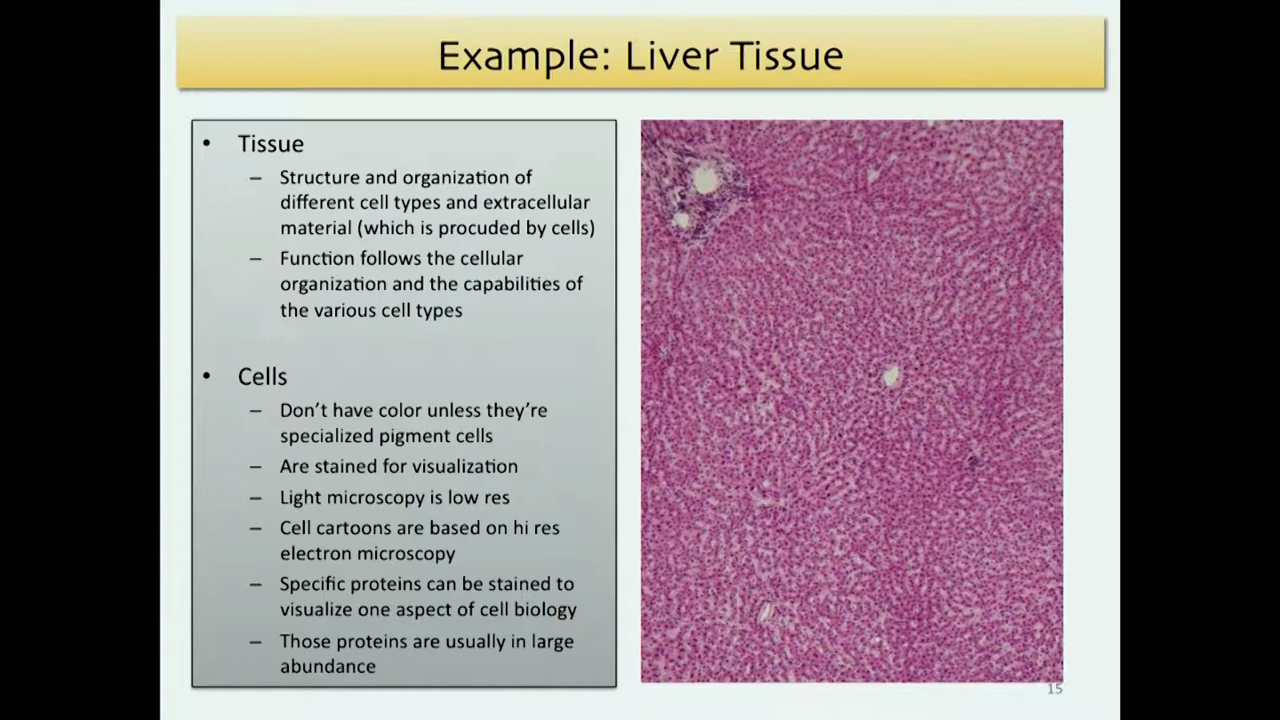 Example: Liver Tissue
• Tissue
– Structure and organization of
different cell types and extracellular
material (which is procuded by cells)
– Function follows the cellular
organization and the capabilities of
the various cell types
• Cells
– Don’t have color unless they’re
specialized pigment cells
– Are stained for visualization
– Light microscopy is low res
– Cell cartoons are based on hi res
electron microscopy
– Specific proteins can be stained to
visualize one aspect of cell biology
– Those proteins are usually in large
abundance
15